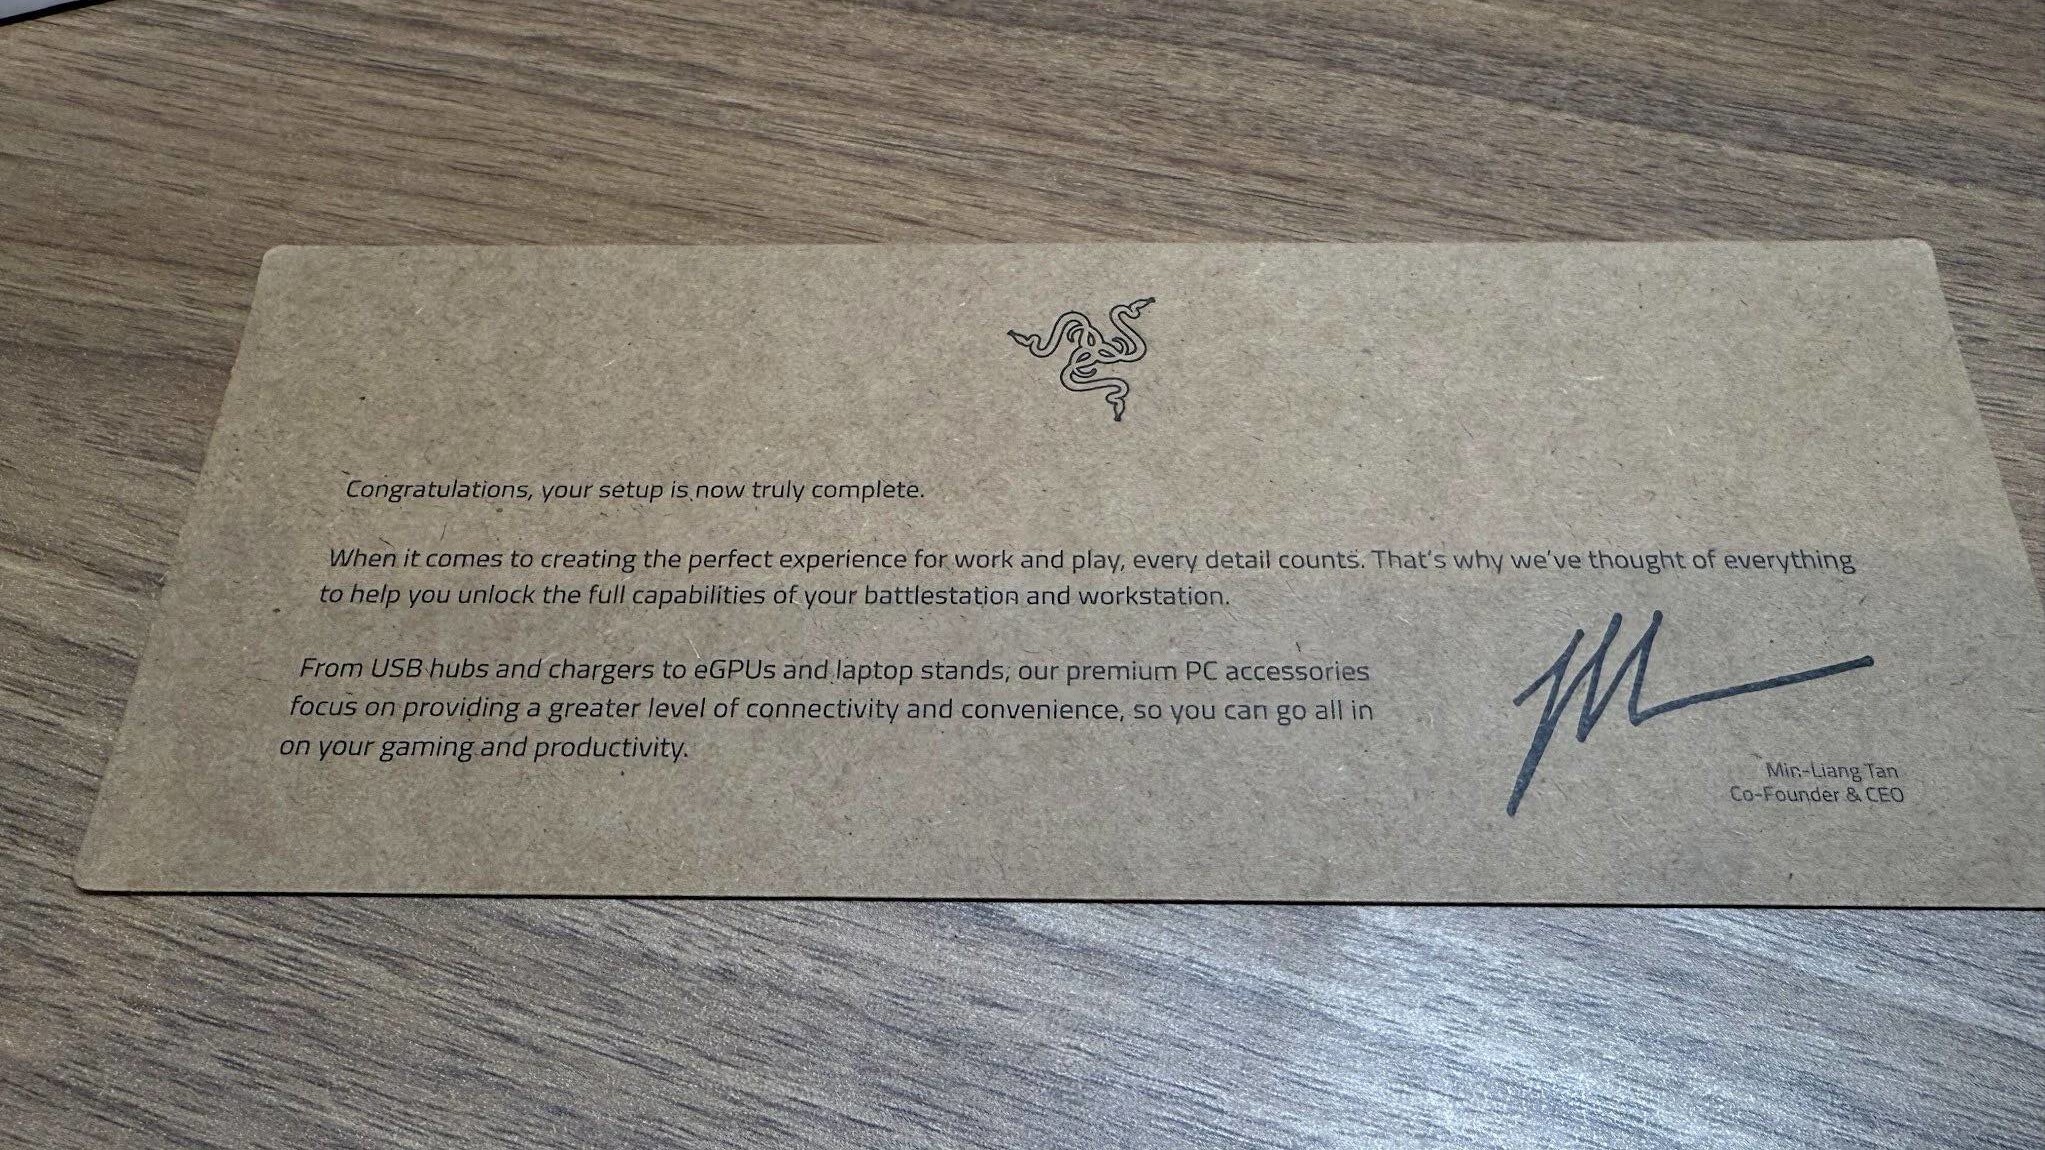 Congratulations, your setup is now truly complete.
When it comes to creating the perfect experience for work and play, every detail counts. That's why we've thought of everything
to help you unlock the full capabilities of your battlestation and workstation.
From USB hubs and chargers to eGPUs and laptop stands, our premium PC accessories
focus on providing a greater level of connectivity and convenience, so you can go all in
on your gaming and productivity.
Min-Liang Tan
Co-Founder & CEO